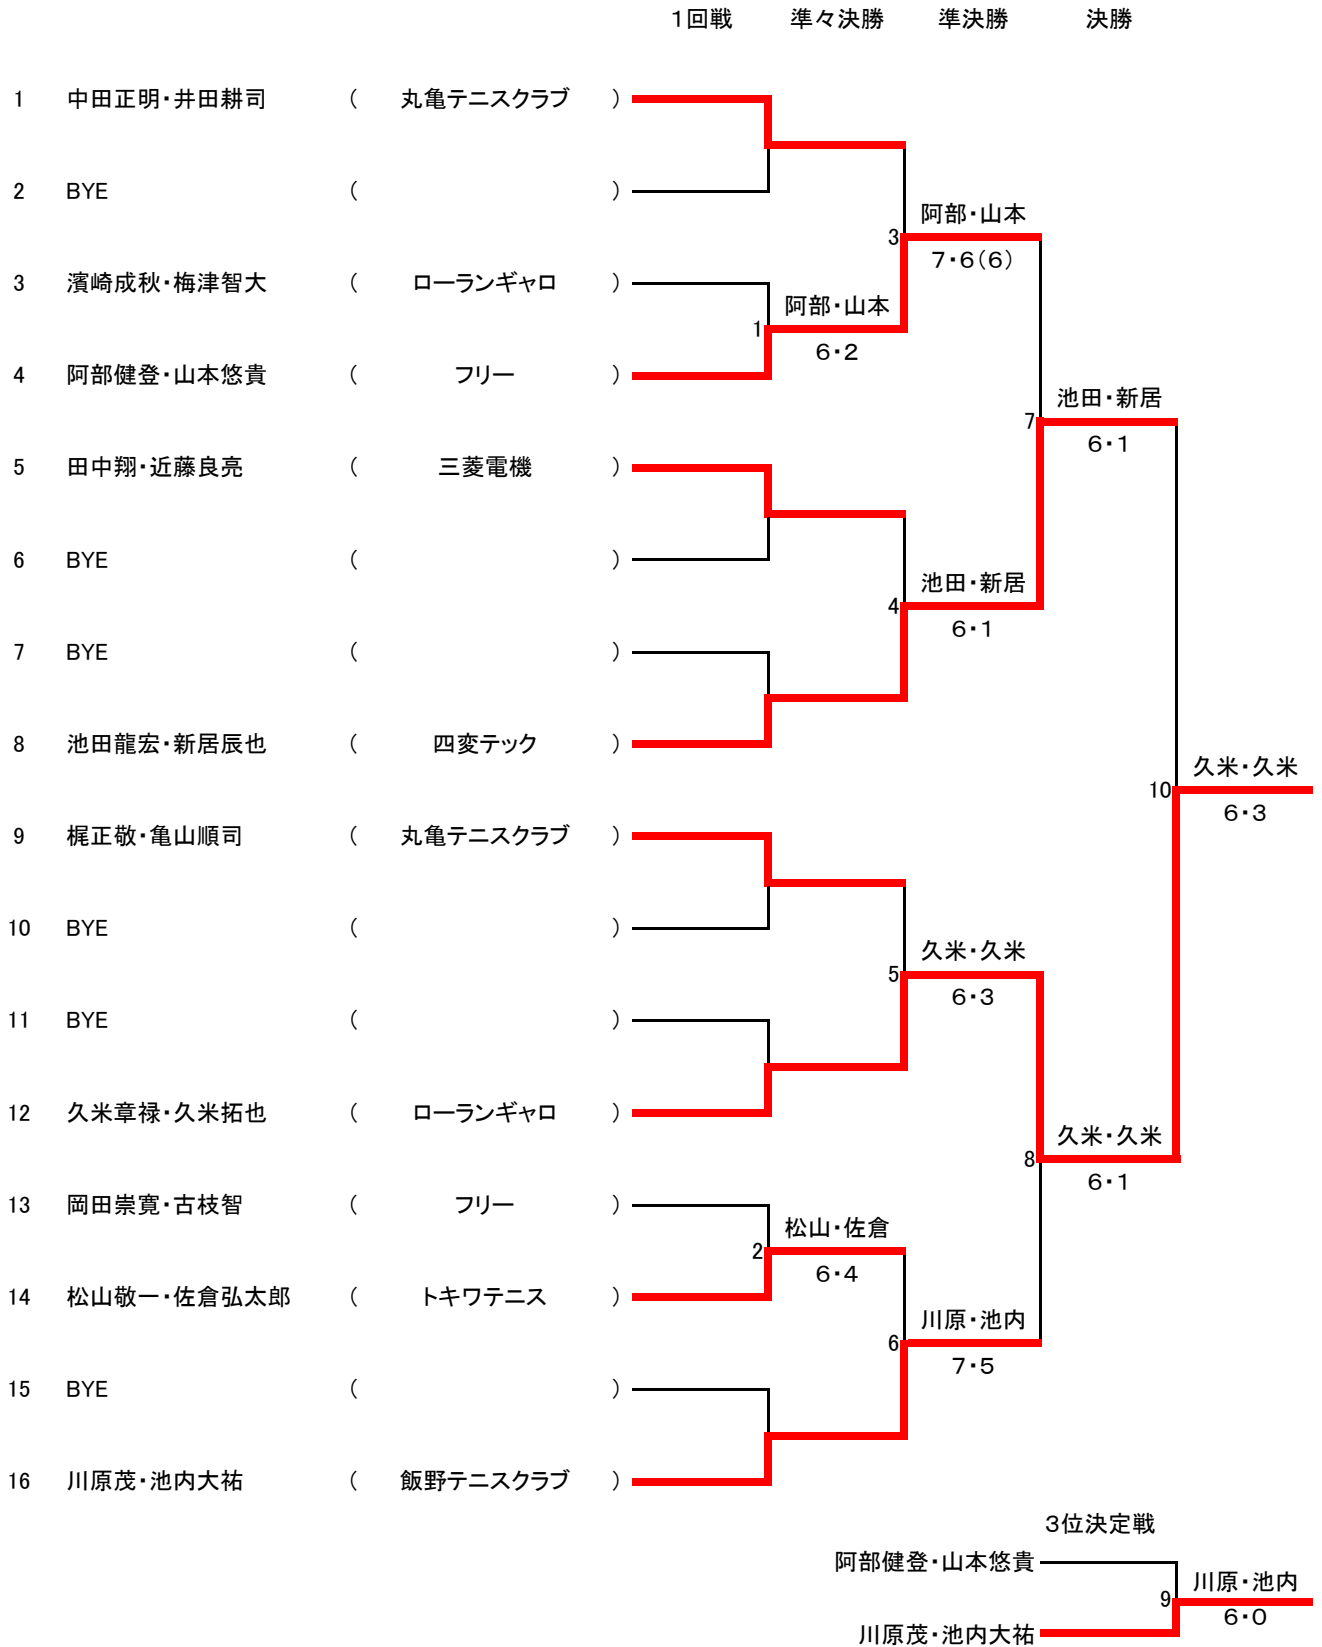 1回戦 準々決勝 準決勝 決勝
1 中田正明・井田耕司 ( 丸亀テニスクラブ )
2 BYE ( )
阿部・山本
3
7・6(6)
3 濱崎成秋・梅津智大 ( ローランギャロ )
阿部・山本
1
6・2
4 阿部健登・山本悠貴 ( フリー )
池田・新居
7
6・1
5 田中翔・近藤良亮 ( 三菱電機 )
6 BYE ( )
池田・新居
4
6・1
7 BYE ( )
8 池田龍宏・新居辰也 ( 四変テック )
久米・久米
10
6・3
9 梶正敬・亀山順司 ( 丸亀テニスクラブ )
10 BYE ( )
久米・久米
5
6・3
11 BYE ( )
12 久米章禄・久米拓也 ( ローランギャロ )
久米・久米
8
6・1
13 岡田崇寛・古枝智 ( フリー )
松山・佐倉
2
6・4
14 松山敬一・佐倉弘太郎 ( トキワテニス )
川原・池内
6
7・5
15 BYE ( )
16 川原茂・池内大祐 ( 飯野テニスクラブ )
3位決定戦
阿部健登・山本悠貴
川原・池内
9
6・0
川原茂・池内大祐